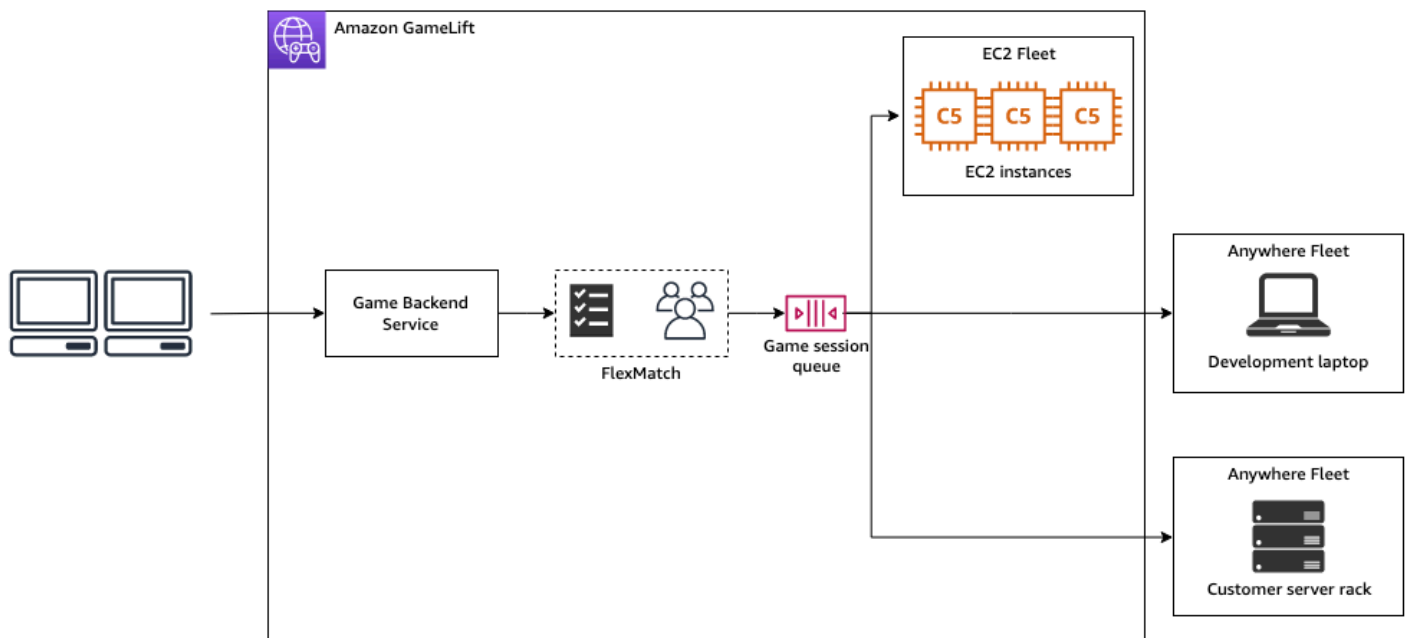 Amazon GameLift
EC2 Fleet
C5 C5 C5
EC2 instances
Game Backend
Service
FlexMatch
Game session
queue
Anywhere Fleet
Development laptop
Anywhere Fleet
Customer server rack